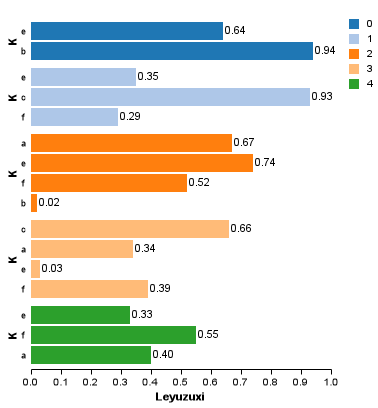 e 0.64
b 0.94
K
0
1
2
3
4
e 0.35
c 0.93
f 0.29
K
a 0.67
e 0.74
f 0.52
b 0.02
K
c 0.66
a 0.34
e 0.03
f 0.39
K
e 0.33
f 0.55
a 0.40
K
0.0 0.1 0.2 0.3 0.4 0.5 0.6 0.7 0.8 0.9 1.0
Leyuzuxi